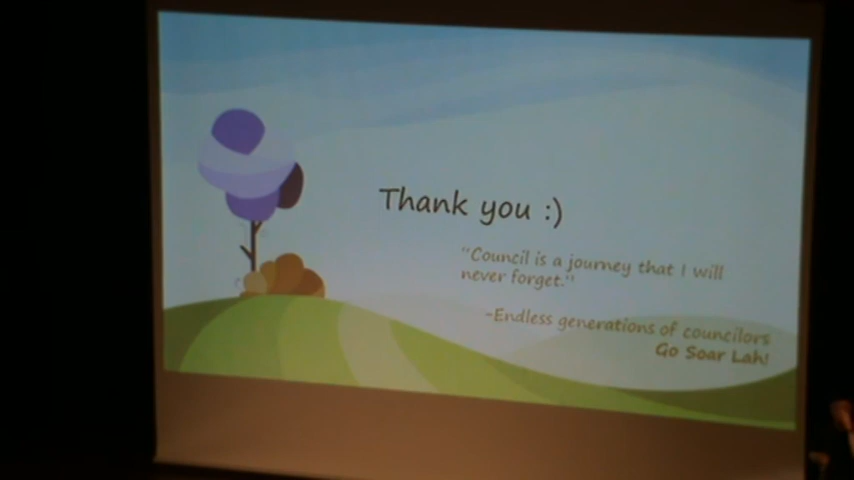 Thank you :)
"Council is a journey that I will
never forget."
-Endless generations of councilors
Go Soar Lah!